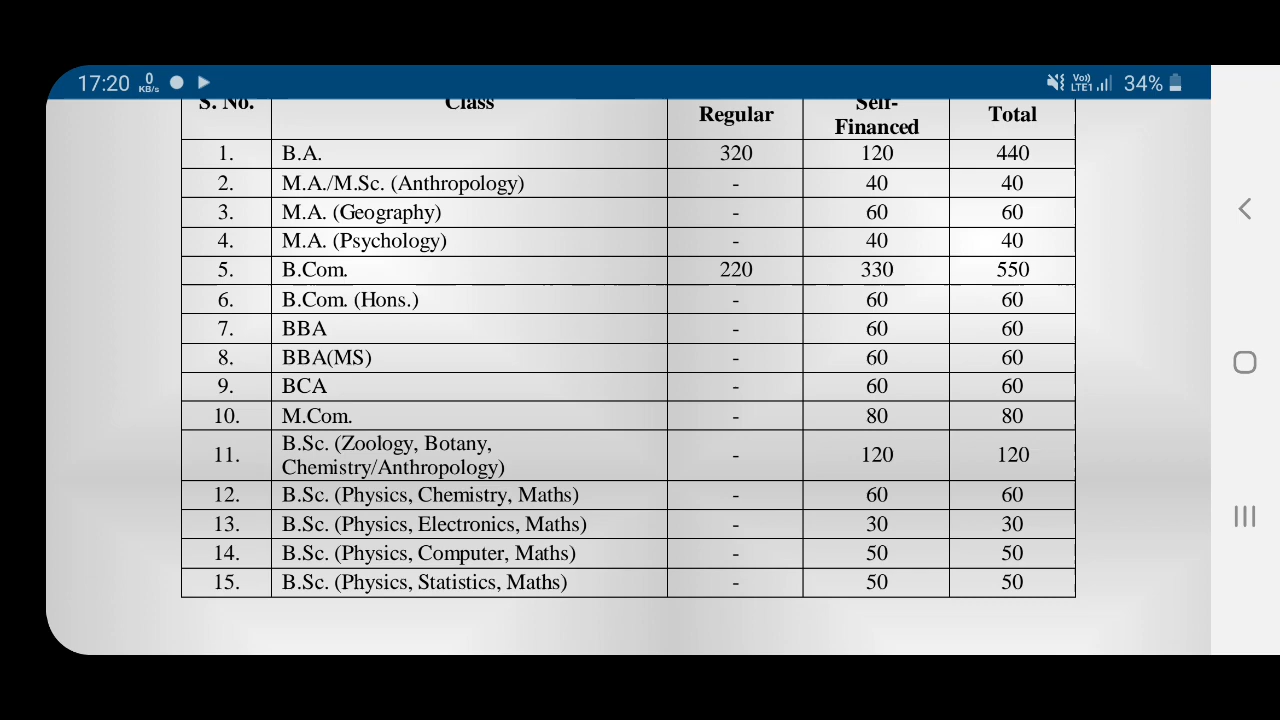 17:20 0 KB/s Vo)) LTE1 34%
S. No. Class Regular Self-Financed Total
1. B.A. 320 120 440
2. M.A./M.Sc. (Anthropology) - 40 40
3. M.A. (Geography) - 60 60
4. M.A. (Psychology) - 40 40
5. B.Com. 220 330 550
6. B.Com. (Hons.) - 60 60
7. BBA - 60 60
8. BBA(MS) - 60 60
9. BCA - 60 60
10. M.Com. - 80 80
11. B.Sc. (Zoology, Botany,
Chemistry/Anthropology) - 120 120
12. B.Sc. (Physics, Chemistry, Maths) - 60 60
13. B.Sc. (Physics, Electronics, Maths) - 30 30
14. B.Sc. (Physics, Computer, Maths) - 50 50
15. B.Sc. (Physics, Statistics, Maths) - 50 50